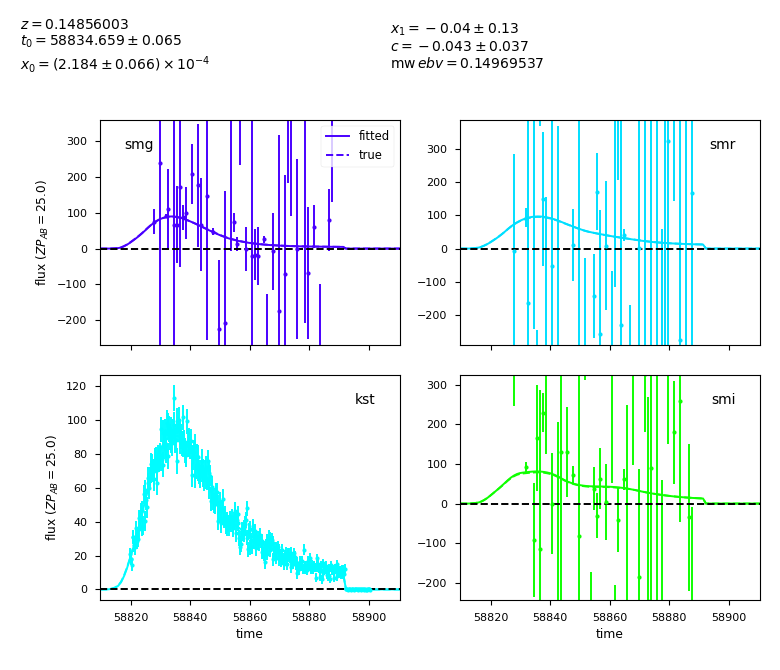 z = 0.14856003
t0 = 58834.659 ± 0.065
x0 = (2.184 ± 0.066) × 10^−4
x1 = −0.04 ± 0.13
c = −0.043 ± 0.037
mw ebv = 0.14969537
flux (ZP_AB = 25.0)
300
200
100
0
−100
−200
smg
fitted
true
300
200
100
0
−100
−200
smr
flux (ZP_AB = 25.0)
120
100
80
60
40
20
0
kst
58820 58840 58860 58880 58900
time
300
200
100
0
−100
−200
smi
58820 58840 58860 58880 58900
time